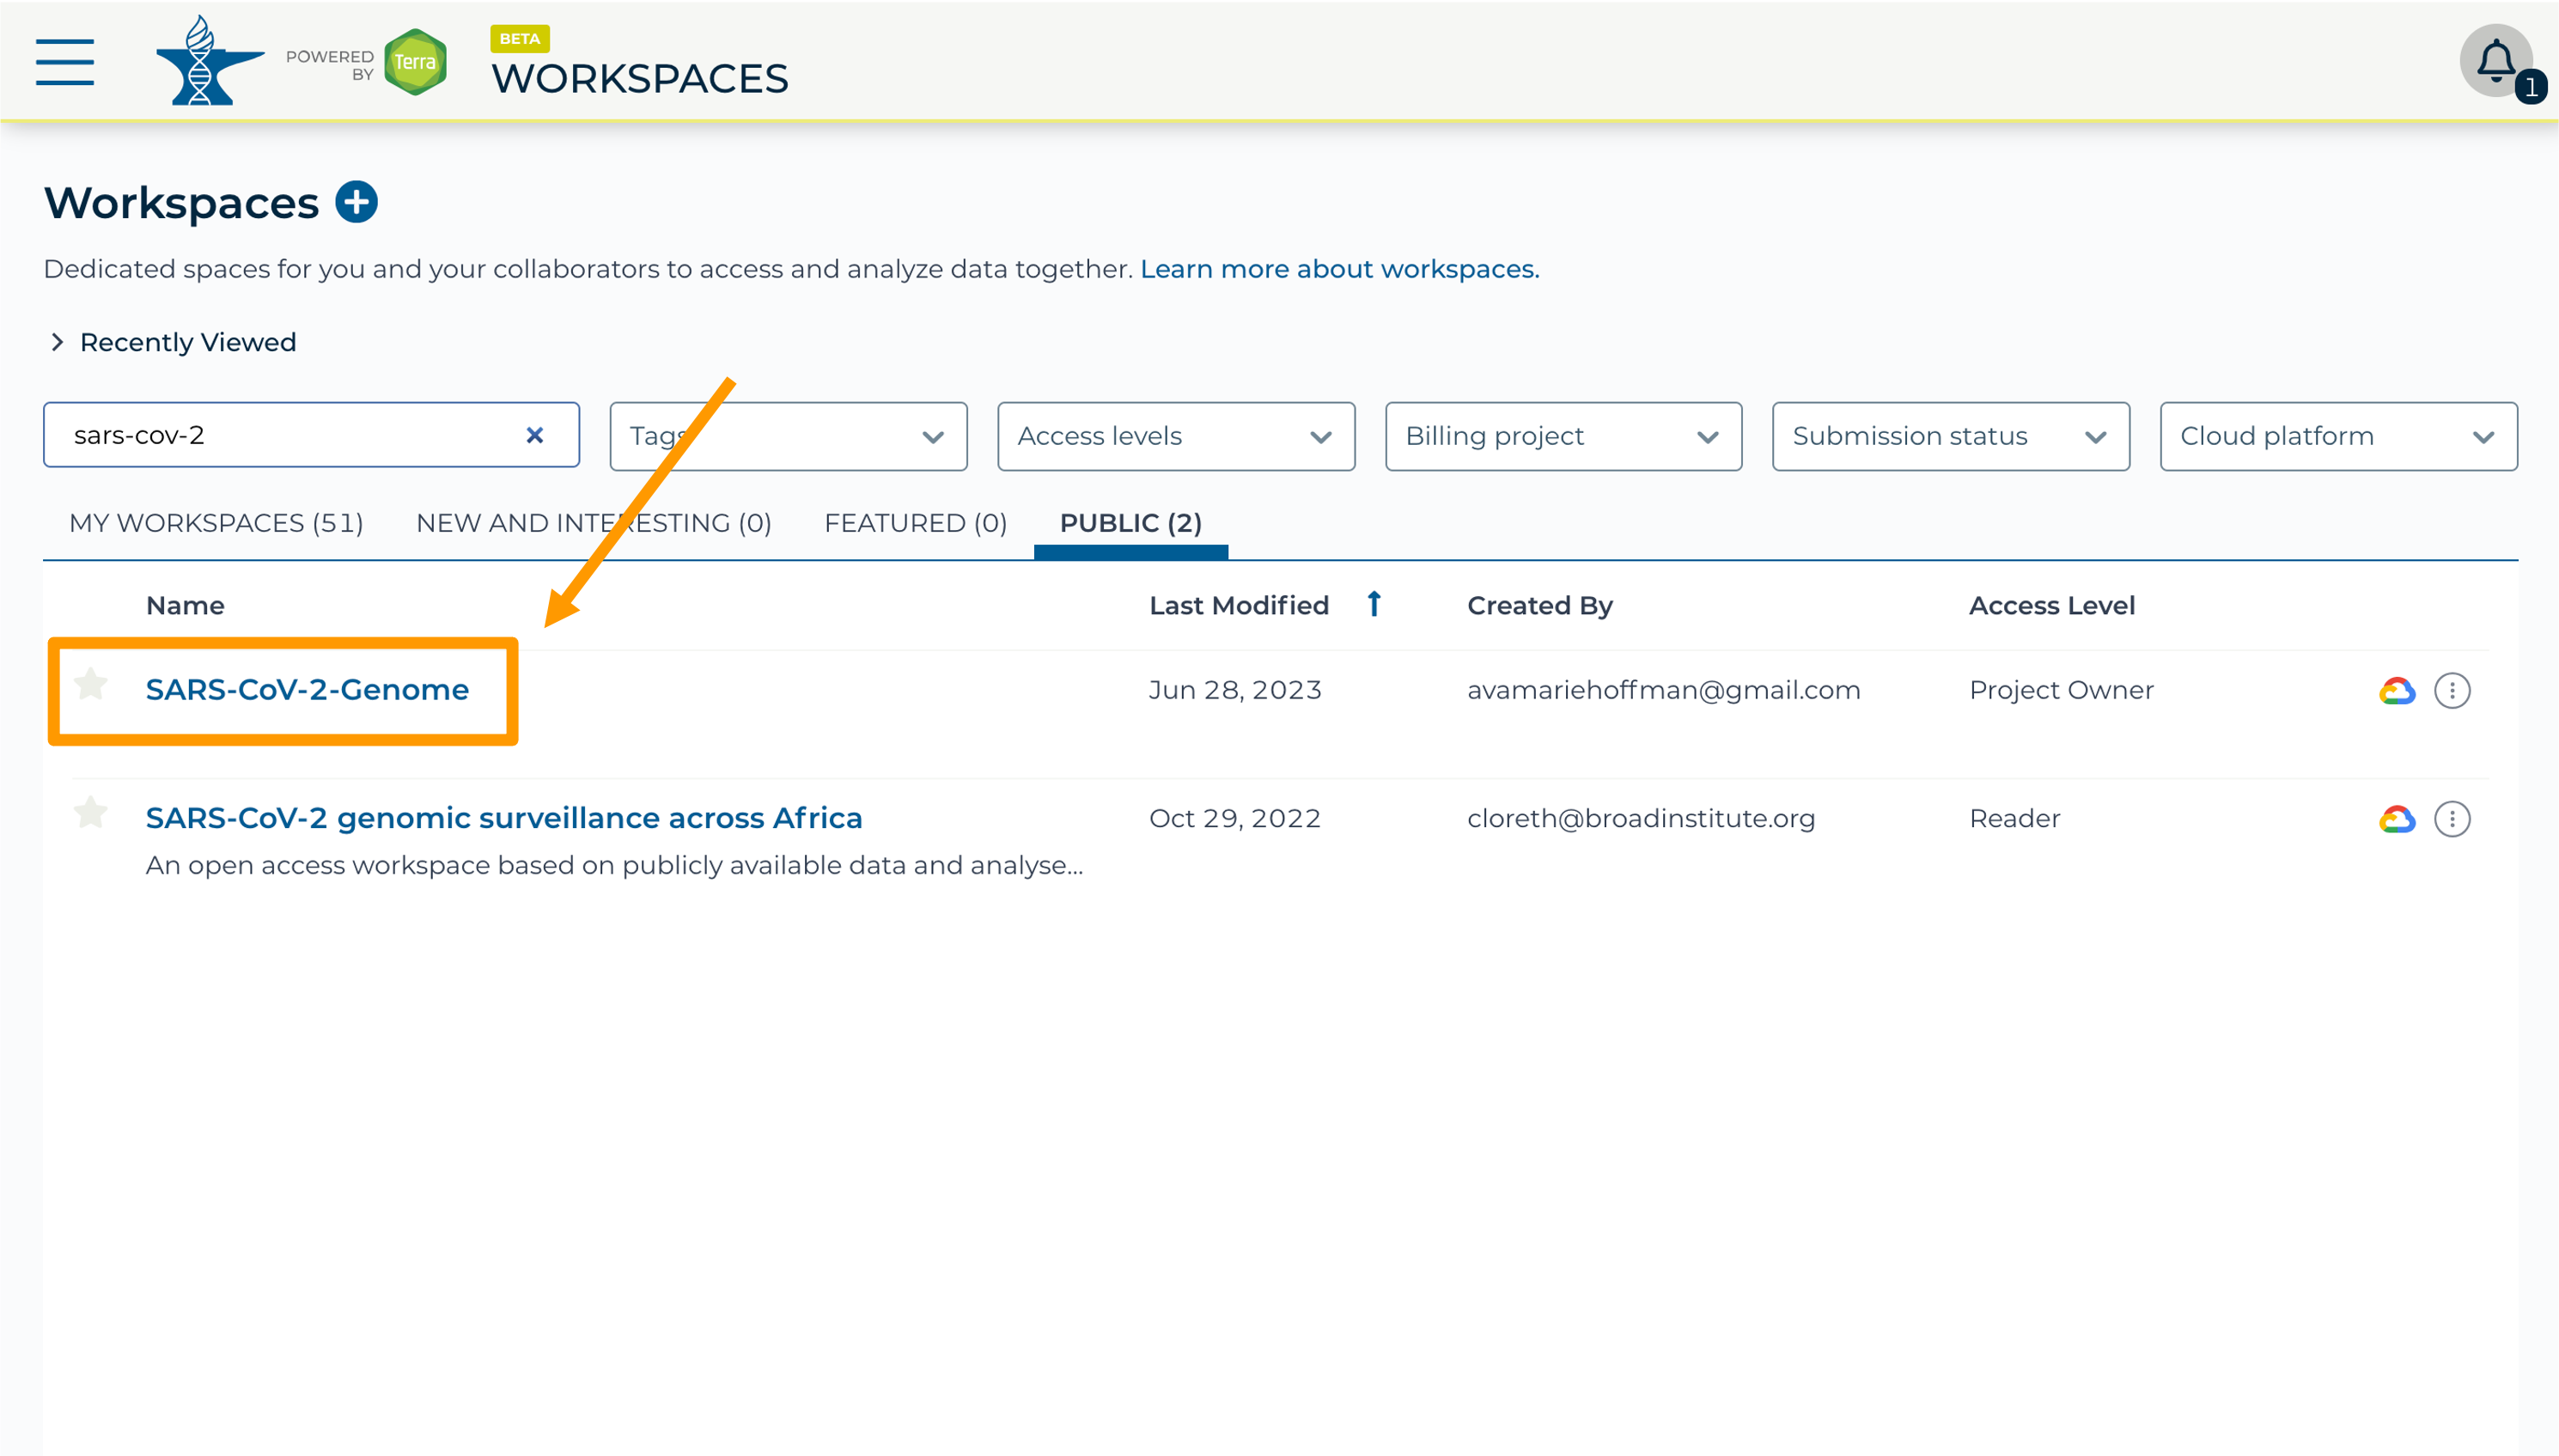 POWERED
BY
Terra
BETA
WORKSPACES
1
Workspaces
Dedicated spaces for you and your collaborators to access and analyze data together. Learn more about workspaces.
Recently Viewed
sars-cov-2
Tags
Access levels
Billing project
Submission status
Cloud platform
MY WORKSPACES (51)
NEW AND INTERESTING (0)
FEATURED (0)
PUBLIC (2)
Name
Last Modified
Created By
Access Level
SARS-CoV-2-Genome
Jun 28, 2023
avamariehoffman@gmail.com
Project Owner
SARS-CoV-2 genomic surveillance across Africa
Oct 29, 2022
cloreth@broadinstitute.org
Reader
An open access workspace based on publicly available data and analyse...